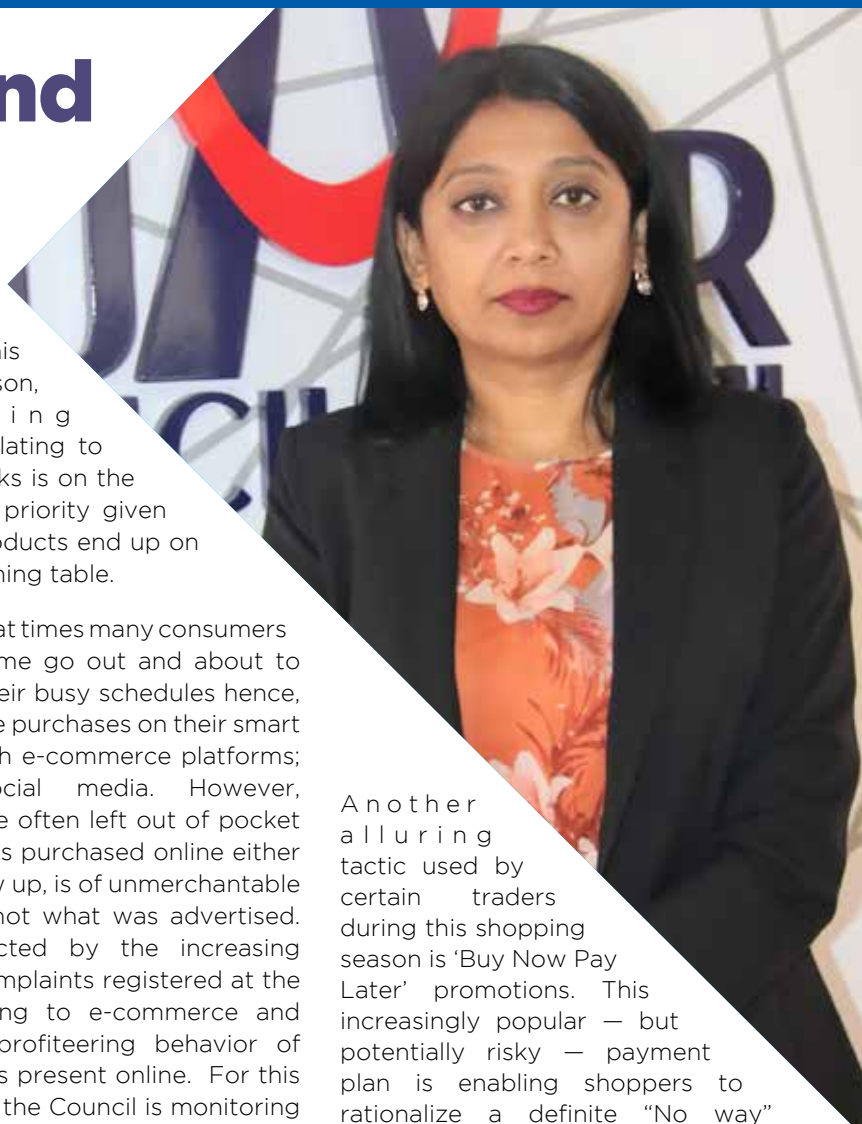 nd
his
son,
ing
lating to
ks is on the
priority given
oducts end up on
ning table.
at times many consumers
me go out and about to
eir busy schedules hence,
e purchases on their smart
h e-commerce platforms;
cial media. However,
e often left out of pocket
s purchased online either
w up, is of unmerchantable
not what was advertised.
cted by the increasing
mplaints registered at the
ng to e-commerce and
profiteering behavior of
s present online. For this
the Council is monitoring
Another
alluring
tactic used by
certain traders
during this shopping
season is ‘Buy Now Pay
Later’ promotions. This
increasingly popular — but
potentially risky — payment
plan is enabling shoppers to
rationalize a definite “No way”